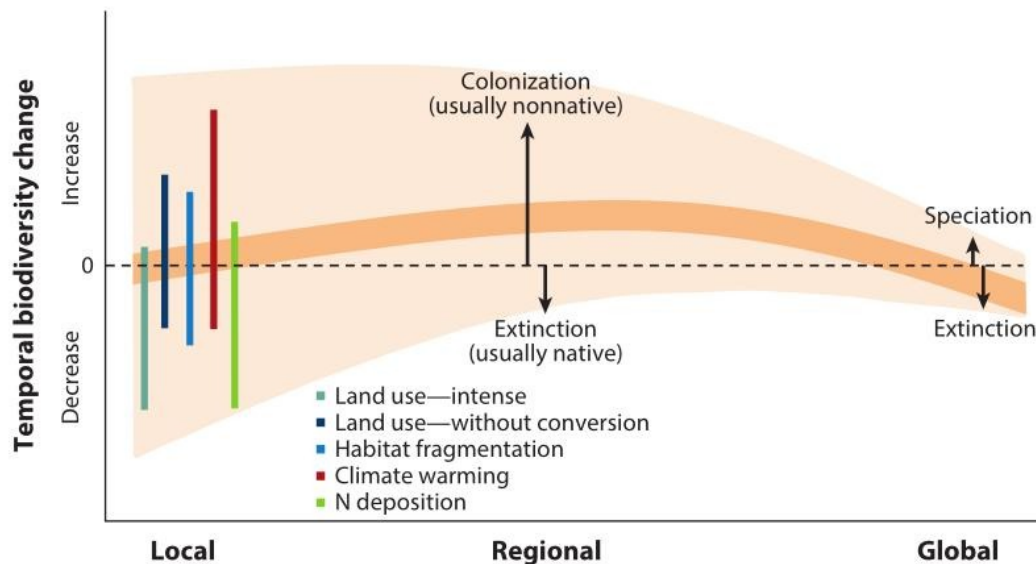 Temporal biodiversity change
Increase
0
Decrease
Colonization
(usually nonnative)
Extinction
(usually native)
Speciation
Extinction
Land use—intense
Land use—without conversion
Habitat fragmentation
Climate warming
N deposition
Local
Regional
Global